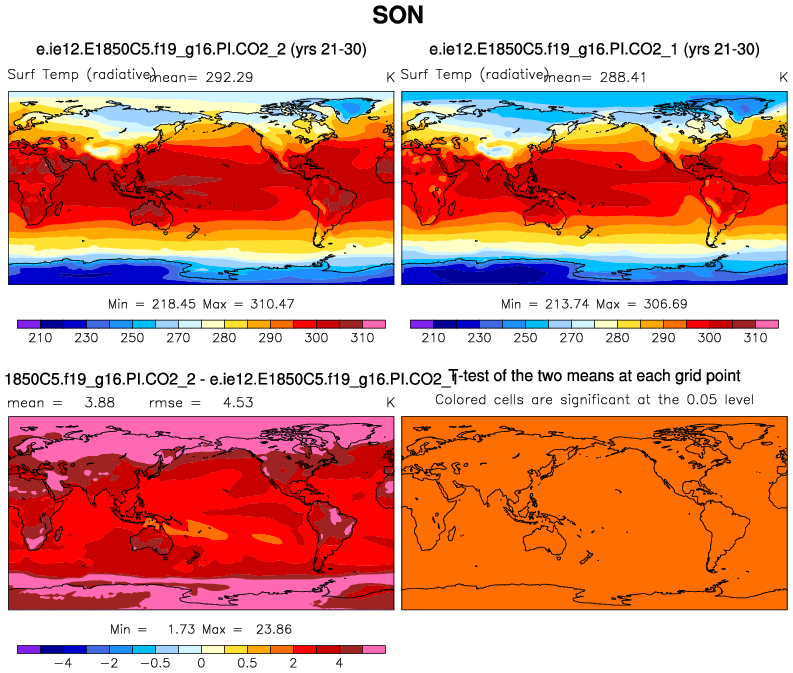 SON
e.ie12.E1850C5.f19_g16.PI.CO2_2 (yrs 21-30)
e.ie12.E1850C5.f19_g16.PI.CO2_1 (yrs 21-30)
Surf Temp (radiative) mean= 292.29 K
Surf Temp (radiative) mean= 288.41 K
Min = 218.45 Max = 310.47
Min = 213.74 Max = 306.69
210 230 250 270 280 290 300 310
210 230 250 270 280 290 300 310
1850C5.f19_g16.PI.CO2_2 - e.ie12.E1850C5.f19_g16.PI.CO2_1
T-test of the two means at each grid point
mean = 3.88 rmse = 4.53 K
Colored cells are significant at the 0.05 level
Min = 1.73 Max = 23.86
-4 -2 -0.5 0 0.5 2 4